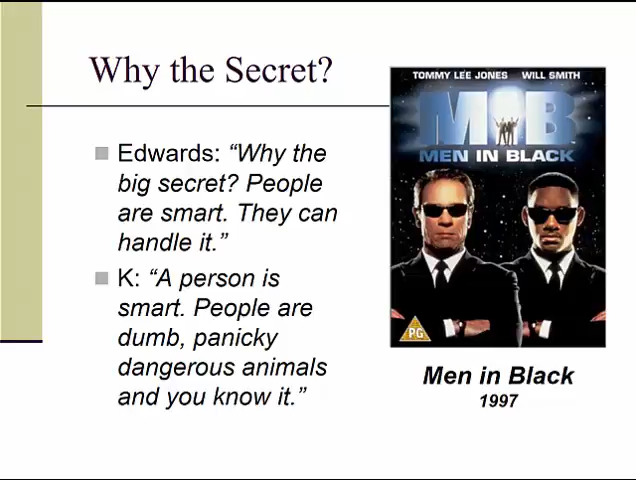 Why the Secret?
Edwards: “Why the
big secret? People
are smart. They can
handle it.”
K: “A person is
smart. People are
dumb, panicky
dangerous animals
and you know it.”
TOMMY LEE JONES WILL SMITH
MIB
MEN IN BLACK
PG
Men in Black
1997